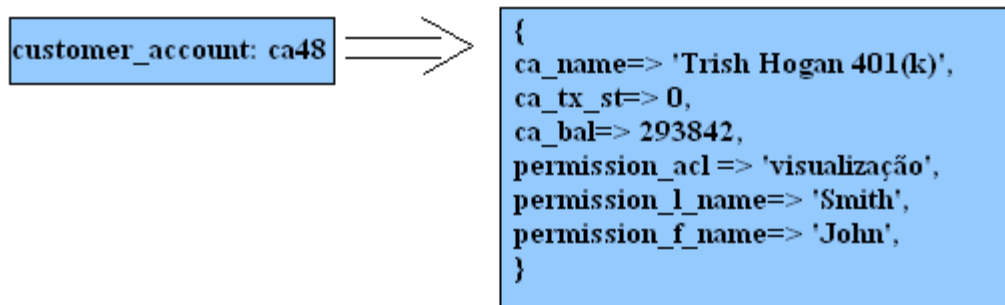 customer_account: ca48
{
ca_name=> 'Trish Hogan 401(k)',
ca_tx_st=> 0,
ca_bal=> 293842,
permission_acl => 'visualização',
permission_l_name=> 'Smith',
permission_f_name=> 'John',
}